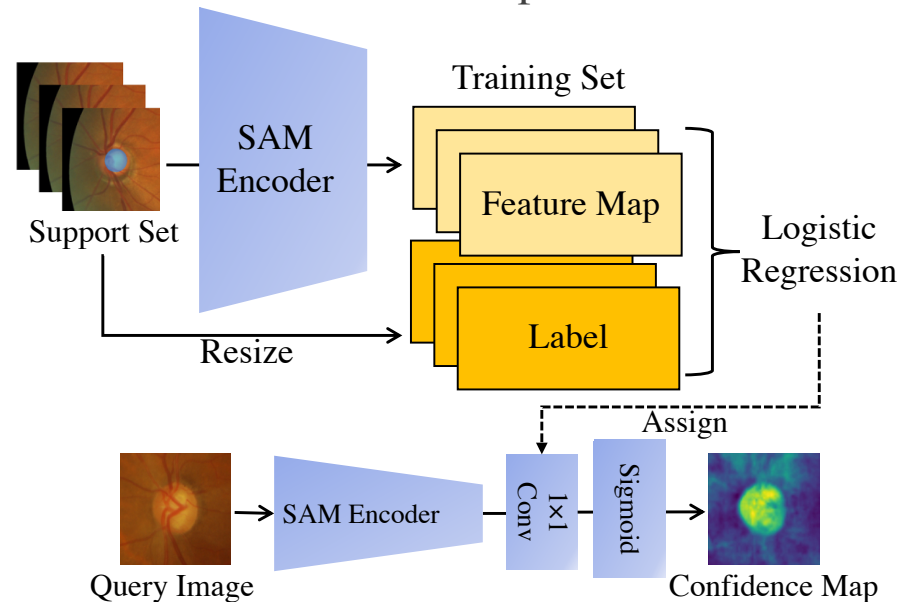 Training Set
SAM
Encoder
Feature Map
Support Set
Logistic
Regression
Label
Resize
Assign
SAM Encoder
1×1
Conv
Sigmoid
Query Image
Confidence Map